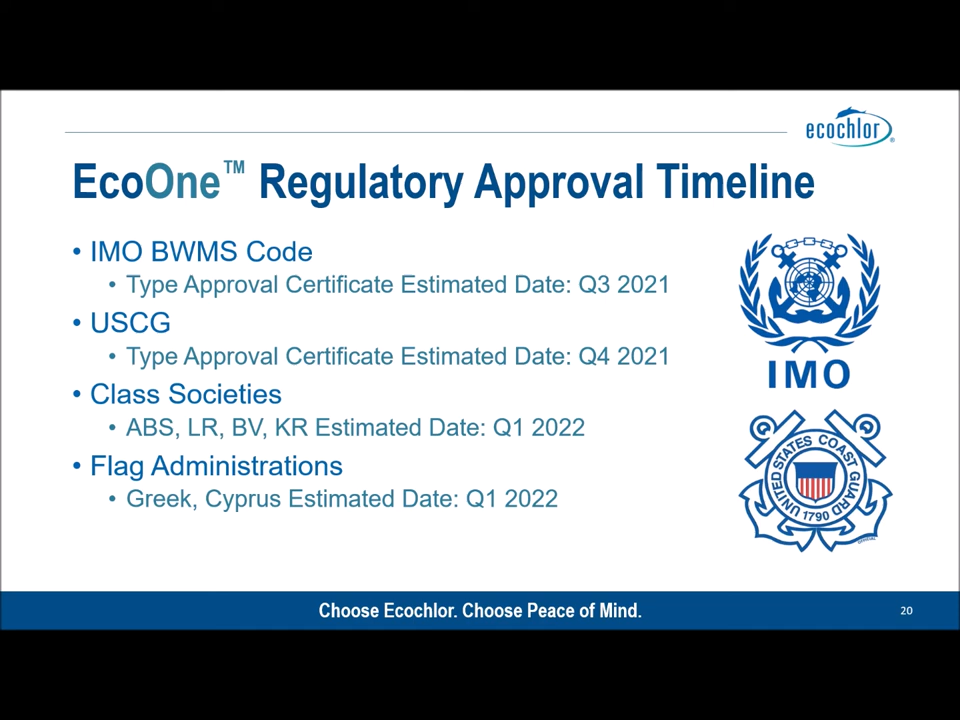 ecochlor®
EcoOne™ Regulatory Approval Timeline
• IMO BWMS Code
• Type Approval Certificate Estimated Date: Q3 2021
• USCG
• Type Approval Certificate Estimated Date: Q4 2021
• Class Societies
• ABS, LR, BV, KR Estimated Date: Q1 2022
• Flag Administrations
• Greek, Cyprus Estimated Date: Q1 2022
IMO
UNITED STATES COAST GUARD
1790
OFFICIAL
Choose Ecochlor. Choose Peace of Mind.
20